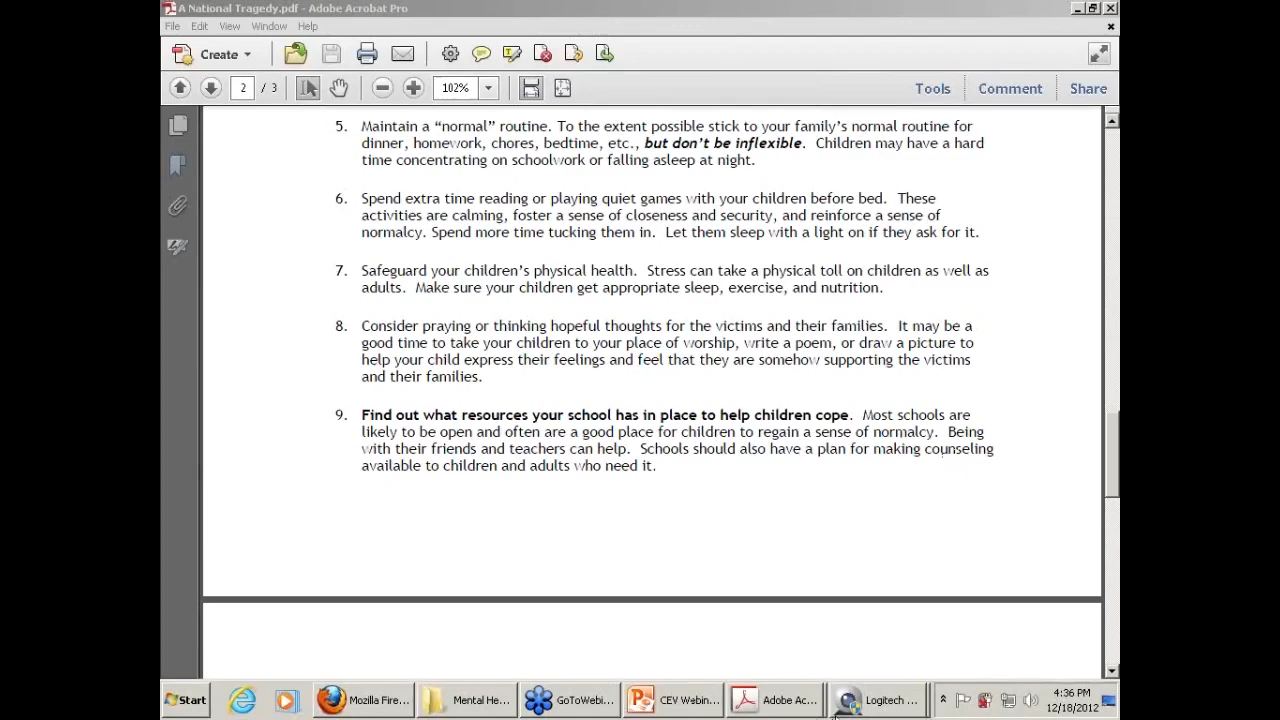 A National Tragedy.pdf - Adobe Acrobat Pro
File Edit View Window Help
Create
2 / 3 102% Tools Comment Share
5. Maintain a “normal” routine. To the extent possible stick to your family’s normal routine for
dinner, homework, chores, bedtime, etc., but don’t be inflexible. Children may have a hard
time concentrating on schoolwork or falling asleep at night.
6. Spend extra time reading or playing quiet games with your children before bed. These
activities are calming, foster a sense of closeness and security, and reinforce a sense of
normalcy. Spend more time tucking them in. Let them sleep with a light on if they ask for it.
7. Safeguard your children’s physical health. Stress can take a physical toll on children as well as
adults. Make sure your children get appropriate sleep, exercise, and nutrition.
8. Consider praying or thinking hopeful thoughts for the victims and their families. It may be a
good time to take your children to your place of worship, write a poem, or draw a picture to
help your child express their feelings and feel that they are somehow supporting the victims
and their families.
9. Find out what resources your school has in place to help children cope. Most schools are
likely to be open and often are a good place for children to regain a sense of normalcy. Being
with their friends and teachers can help. Schools should also have a plan for making counseling
available to children and adults who need it.
Start Mozilla Fire... Mental He... GoToWebi... CEV Webin... Adobe Ac... Logitech ... 4:36 PM
12/18/2012